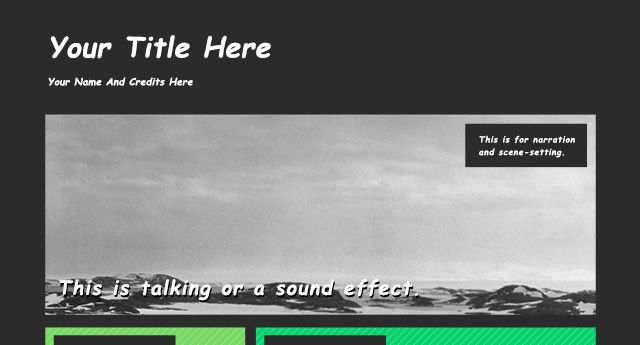 Your Title Here
Your Name And Credits Here
This is for narration
and scene-setting.
This is talking or a sound effect.